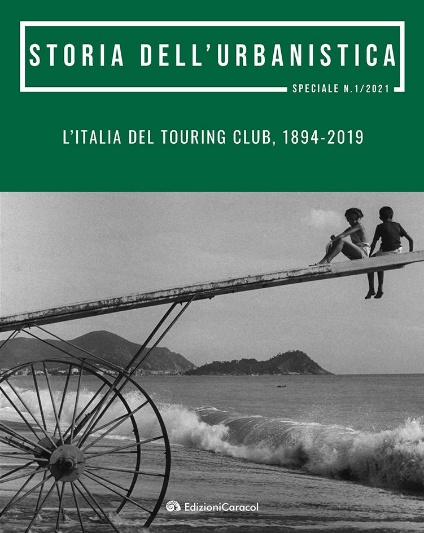 STORIA DELL'URBANISTICA
SPECIALE N.1/2021
L'ITALIA DEL TOURING CLUB, 1894-2019
EdizioniCaracol